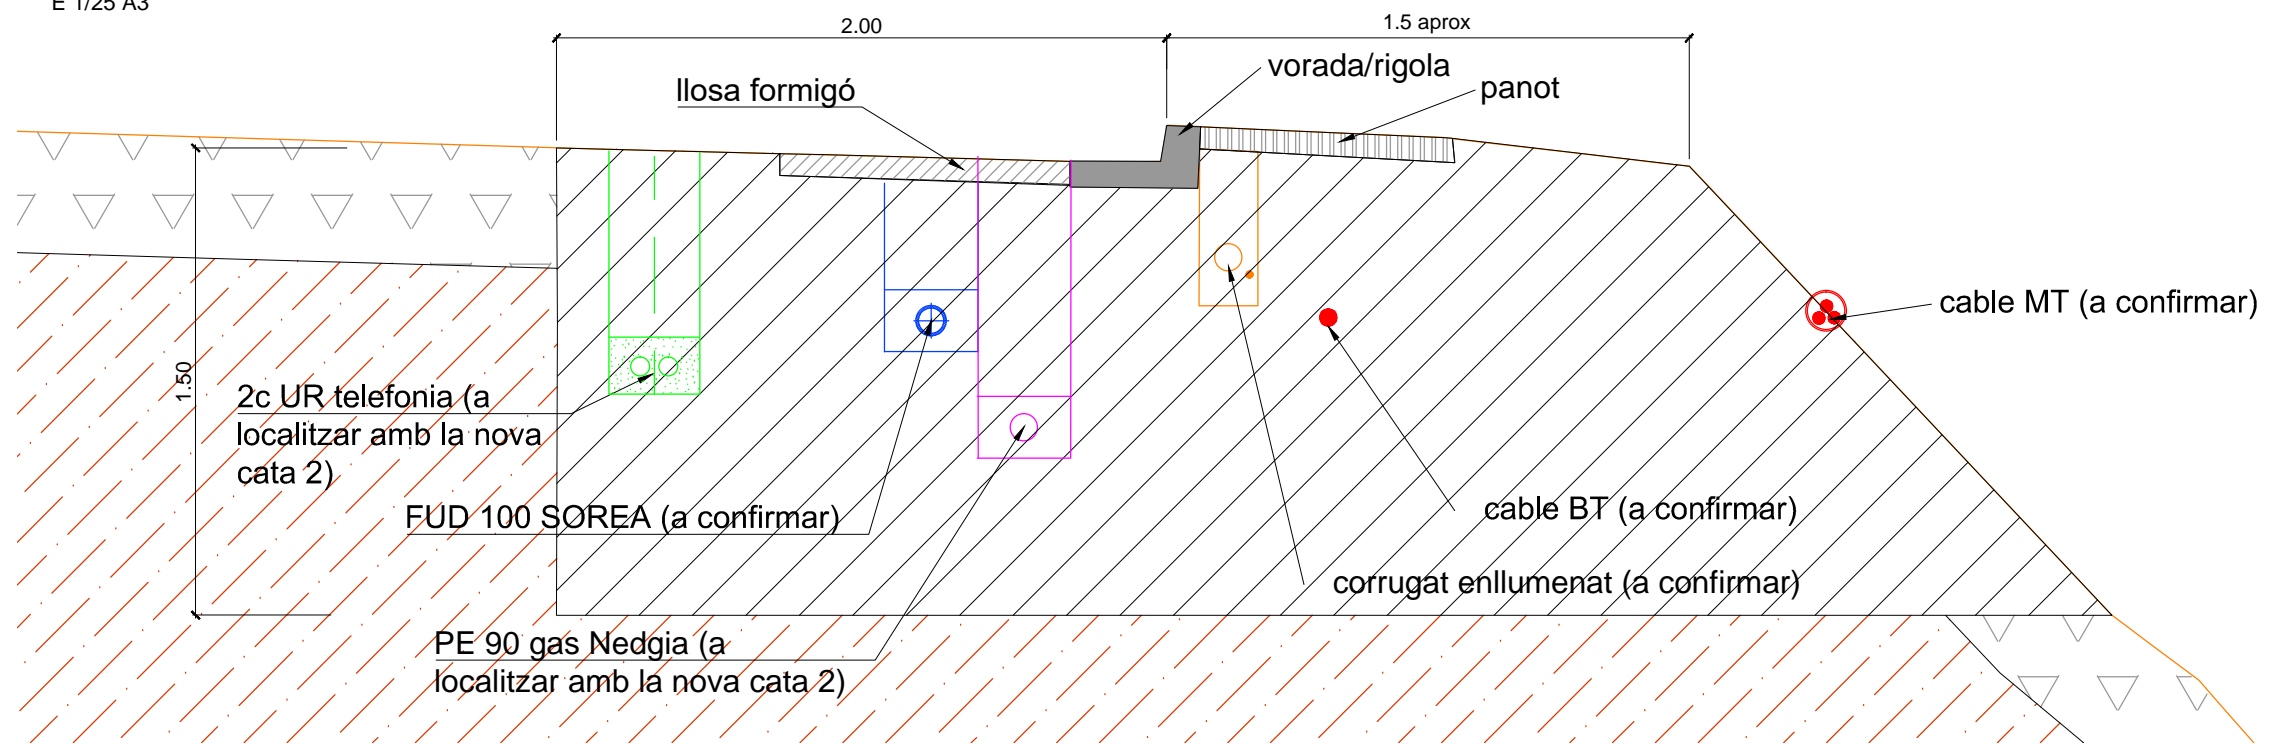 E 1/25 A3
2.00
1.5 aprox
vorada/rigola
llosa formigó
panot
cable MT (a confirmar)
1.50
2c UR telefonia (a
localitzar amb la nova
cata 2)
FUD 100 SOREA (a confirmar)
cable BT (a confirmar)
corrugat enllumenat (a confirmar)
PE 90 gas Nedgia (a
localitzar amb la nova cata 2)